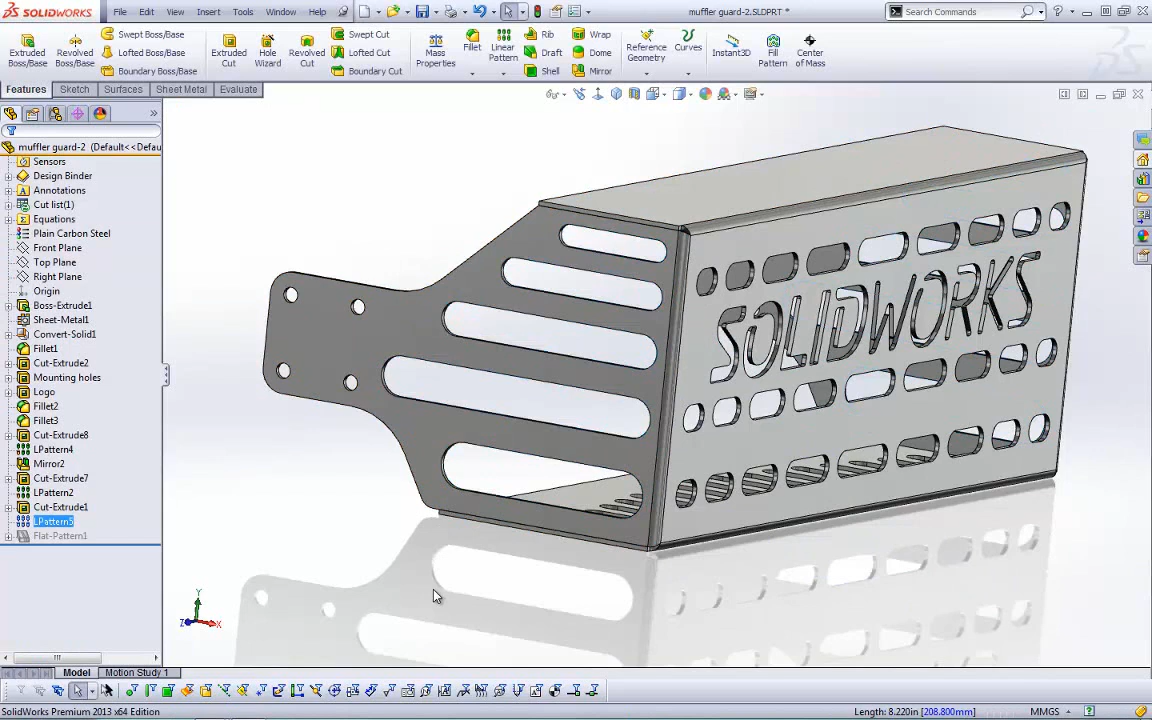 SOLIDWORKS File Edit View Insert Tools Window Help muffler guard-2.SLDPRT * Search Commands
Extruded Boss/Base Revolved Boss/Base Swept Boss/Base Lofted Boss/Base Boundary Boss/Base Extruded Cut Hole Wizard Revolved Cut Swept Cut Lofted Cut Boundary Cut Mass Properties Fillet Linear Pattern Rib Draft Shell Wrap Dome Mirror Reference Geometry Curves Instant3D Fill Pattern Center of Mass
Features Sketch Surfaces Sheet Metal Evaluate
muffler guard-2 (Default<<Defau
Sensors
Design Binder
Annotations
Cut list(1)
Equations
Plain Carbon Steel
Front Plane
Top Plane
Right Plane
Origin
Boss-Extrude1
Sheet-Metal1
Convert-Solid1
Fillet1
Cut-Extrude2
Mounting holes
Logo
Fillet2
Fillet3
Cut-Extrude8
LPattern4
Mirror2
Cut-Extrude7
LPattern2
Cut-Extrude1
LPattern5
Flat-Pattern1
SOLIDWORKS
Y
Z X
Model Motion Study 1
SolidWorks Premium 2013 x64 Edition Length: 8.220in [208.800mm] MMGS